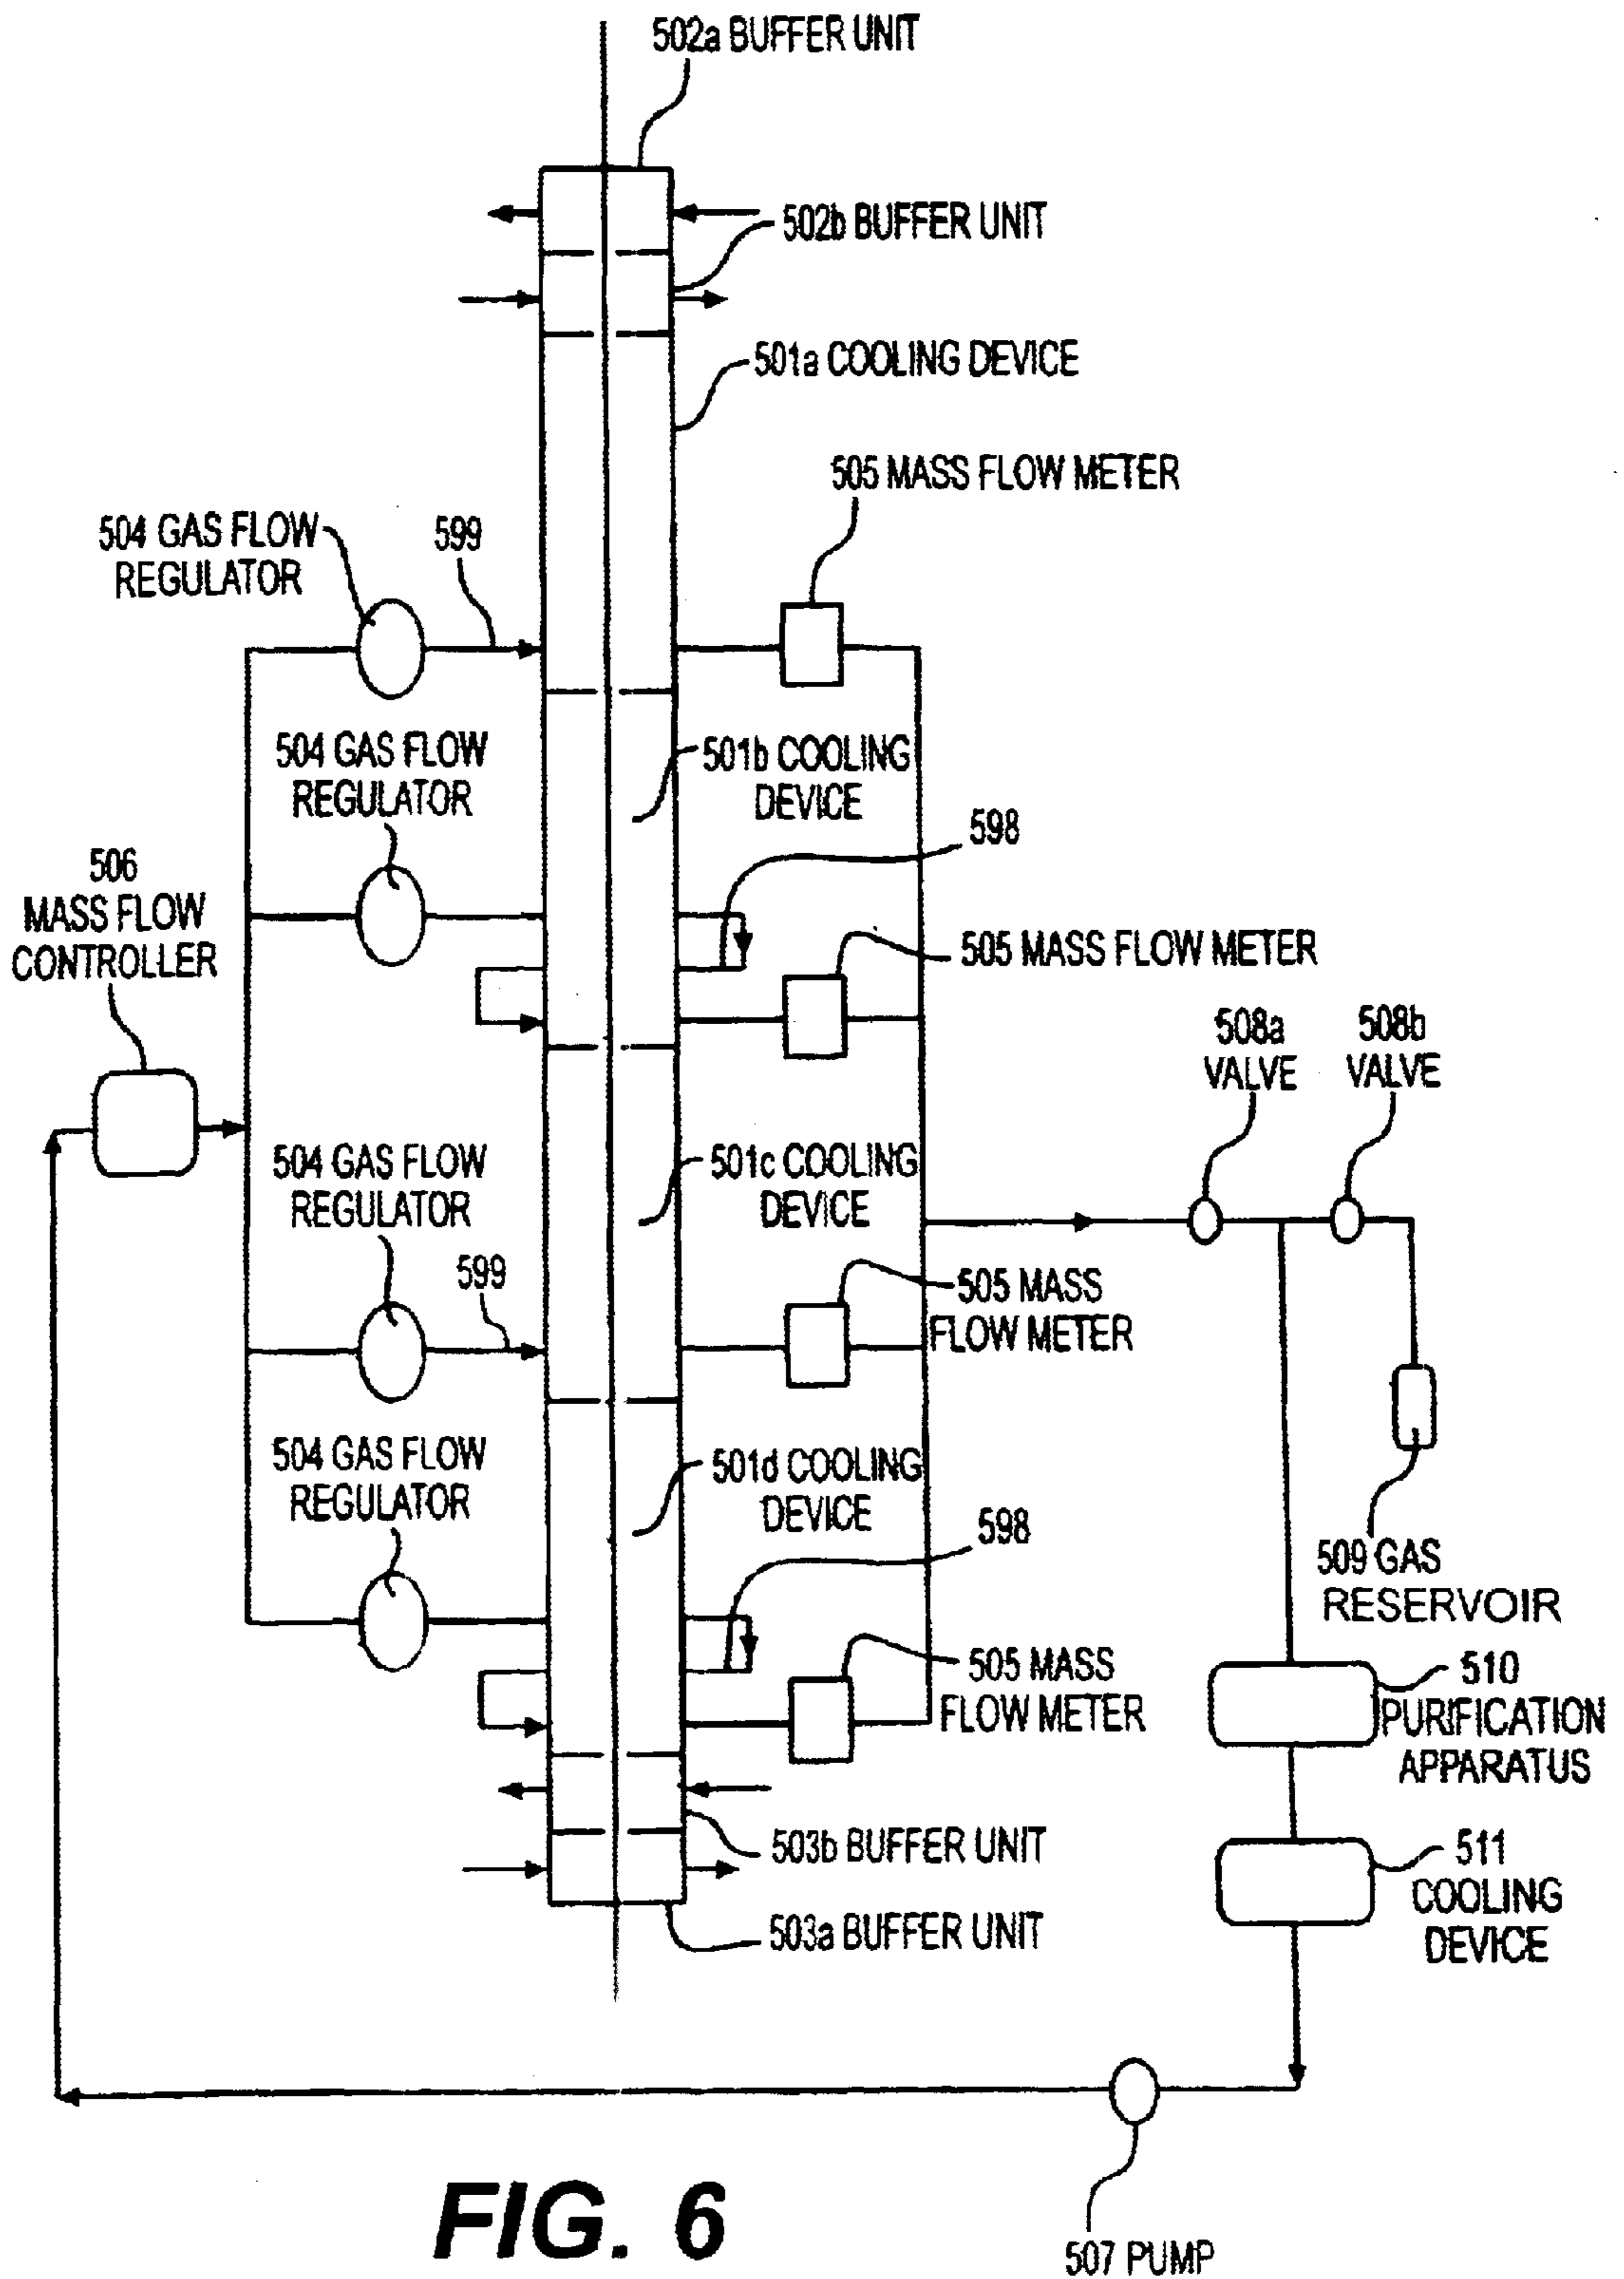 502a BUFFER UNIT
502b BUFFER UNIT
501a COOLING DEVICE
505 MASS FLOW METER
504 GAS FLOW
REGULATOR
599
504 GAS FLOW
REGULATOR
501b COOLING
DEVICE
598
506
MASS FLOW
CONTROLLER
505 MASS FLOW METER
508a
VALVE
508b
VALVE
504 GAS FLOW
REGULATOR
501c COOLING
DEVICE
599
505 MASS
FLOW METER
504 GAS FLOW
REGULATOR
501d COOLING
DEVICE
598
509 GAS
RESERVOIR
505 MASS
FLOW METER
510
PURIFICATION
APPARATUS
503b BUFFER UNIT
511
COOLING
DEVICE
503a BUFFER UNIT
FIG. 6
507 PUMP